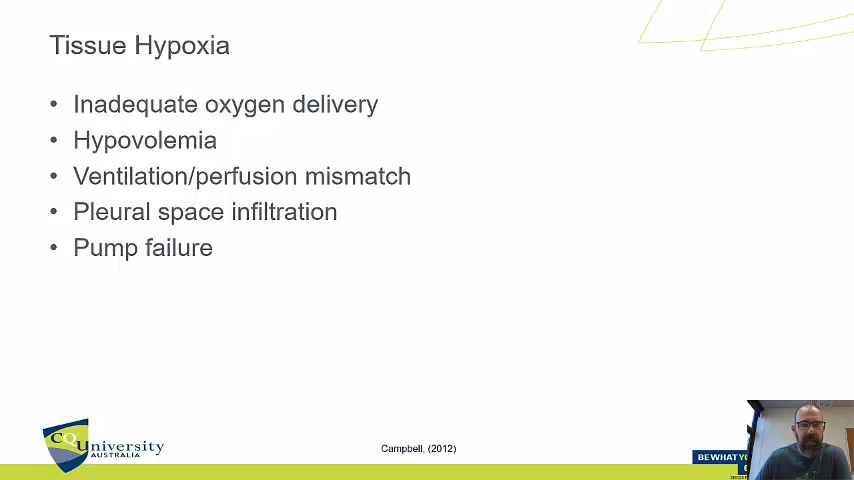 Tissue Hypoxia
• Inadequate oxygen delivery
• Hypovolemia
• Ventilation/perfusion mismatch
• Pleural space infiltration
• Pump failure
CQUniversity
AUSTRALIA
Campbell, (2012)
BE WHAT